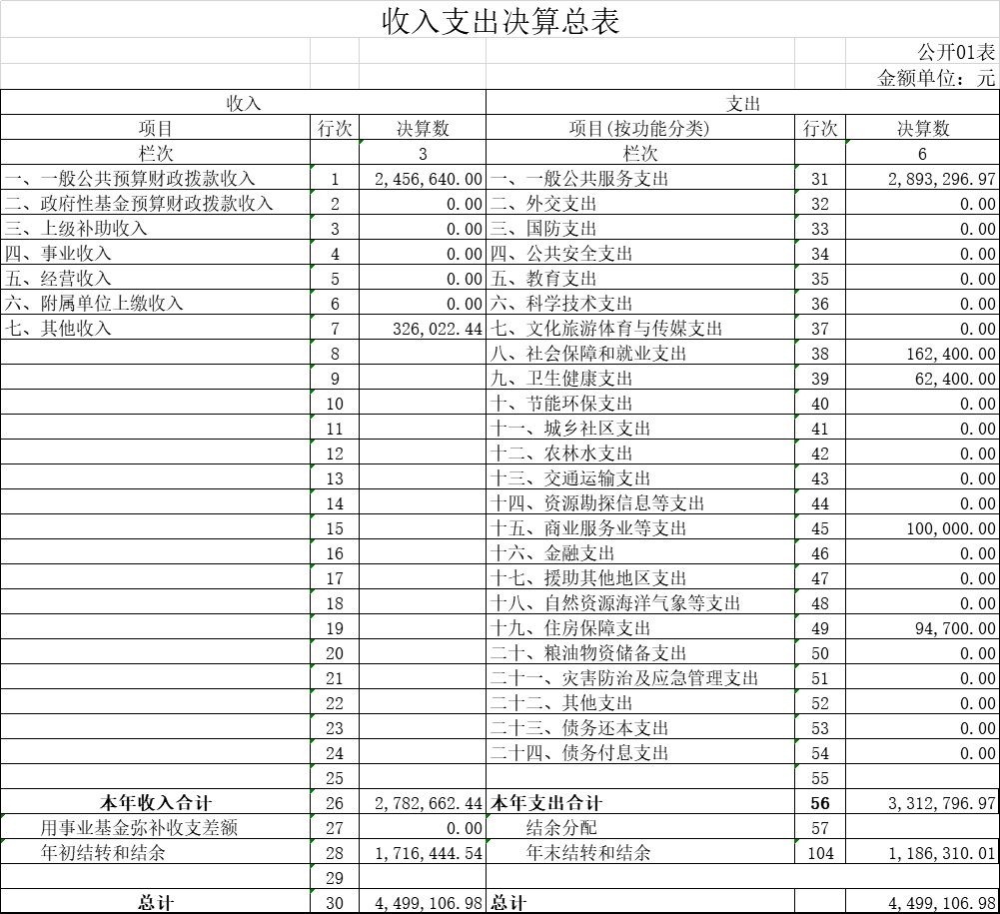 收入支出决算总表
公开01表
金额单位：元
收入 支出
项目 行次 决算数 项目(按功能分类) 行次 决算数
栏次 3 栏次 6
一、一般公共预算财政拨款收入 1 2,456,640.00 一、一般公共服务支出 31 2,893,296.97
二、政府性基金预算财政拨款收入 2 0.00 二、外交支出 32 0.00
三、上级补助收入 3 0.00 三、国防支出 33 0.00
四、事业收入 4 0.00 四、公共安全支出 34 0.00
五、经营收入 5 0.00 五、教育支出 35 0.00
六、附属单位上缴收入 6 0.00 六、科学技术支出 36 0.00
七、其他收入 7 326,022.44 七、文化旅游体育与传媒支出 37 0.00
8 八、社会保障和就业支出 38 162,400.00
9 九、卫生健康支出 39 62,400.00
10 十、节能环保支出 40 0.00
11 十一、城乡社区支出 41 0.00
12 十二、农林水支出 42 0.00
13 十三、交通运输支出 43 0.00
14 十四、资源勘探信息等支出 44 0.00
15 十五、商业服务业等支出 45 100,000.00
16 十六、金融支出 46 0.00
17 十七、援助其他地区支出 47 0.00
18 十八、自然资源海洋气象等支出 48 0.00
19 十九、住房保障支出 49 94,700.00
20 二十、粮油物资储备支出 50 0.00
21 二十一、灾害防治及应急管理支出 51 0.00
22 二十二、其他支出 52 0.00
23 二十三、债务还本支出 53 0.00
24 二十四、债务付息支出 54 0.00
25 55
本年收入合计 26 2,782,662.44 本年支出合计 56 3,312,796.97
用事业基金弥补收支差额 27 0.00 结余分配 57
年初结转和结余 28 1,716,444.54 年末结转和结余 104 1,186,310.01
29
总计 30 4,499,106.98 总计 4,499,106.98